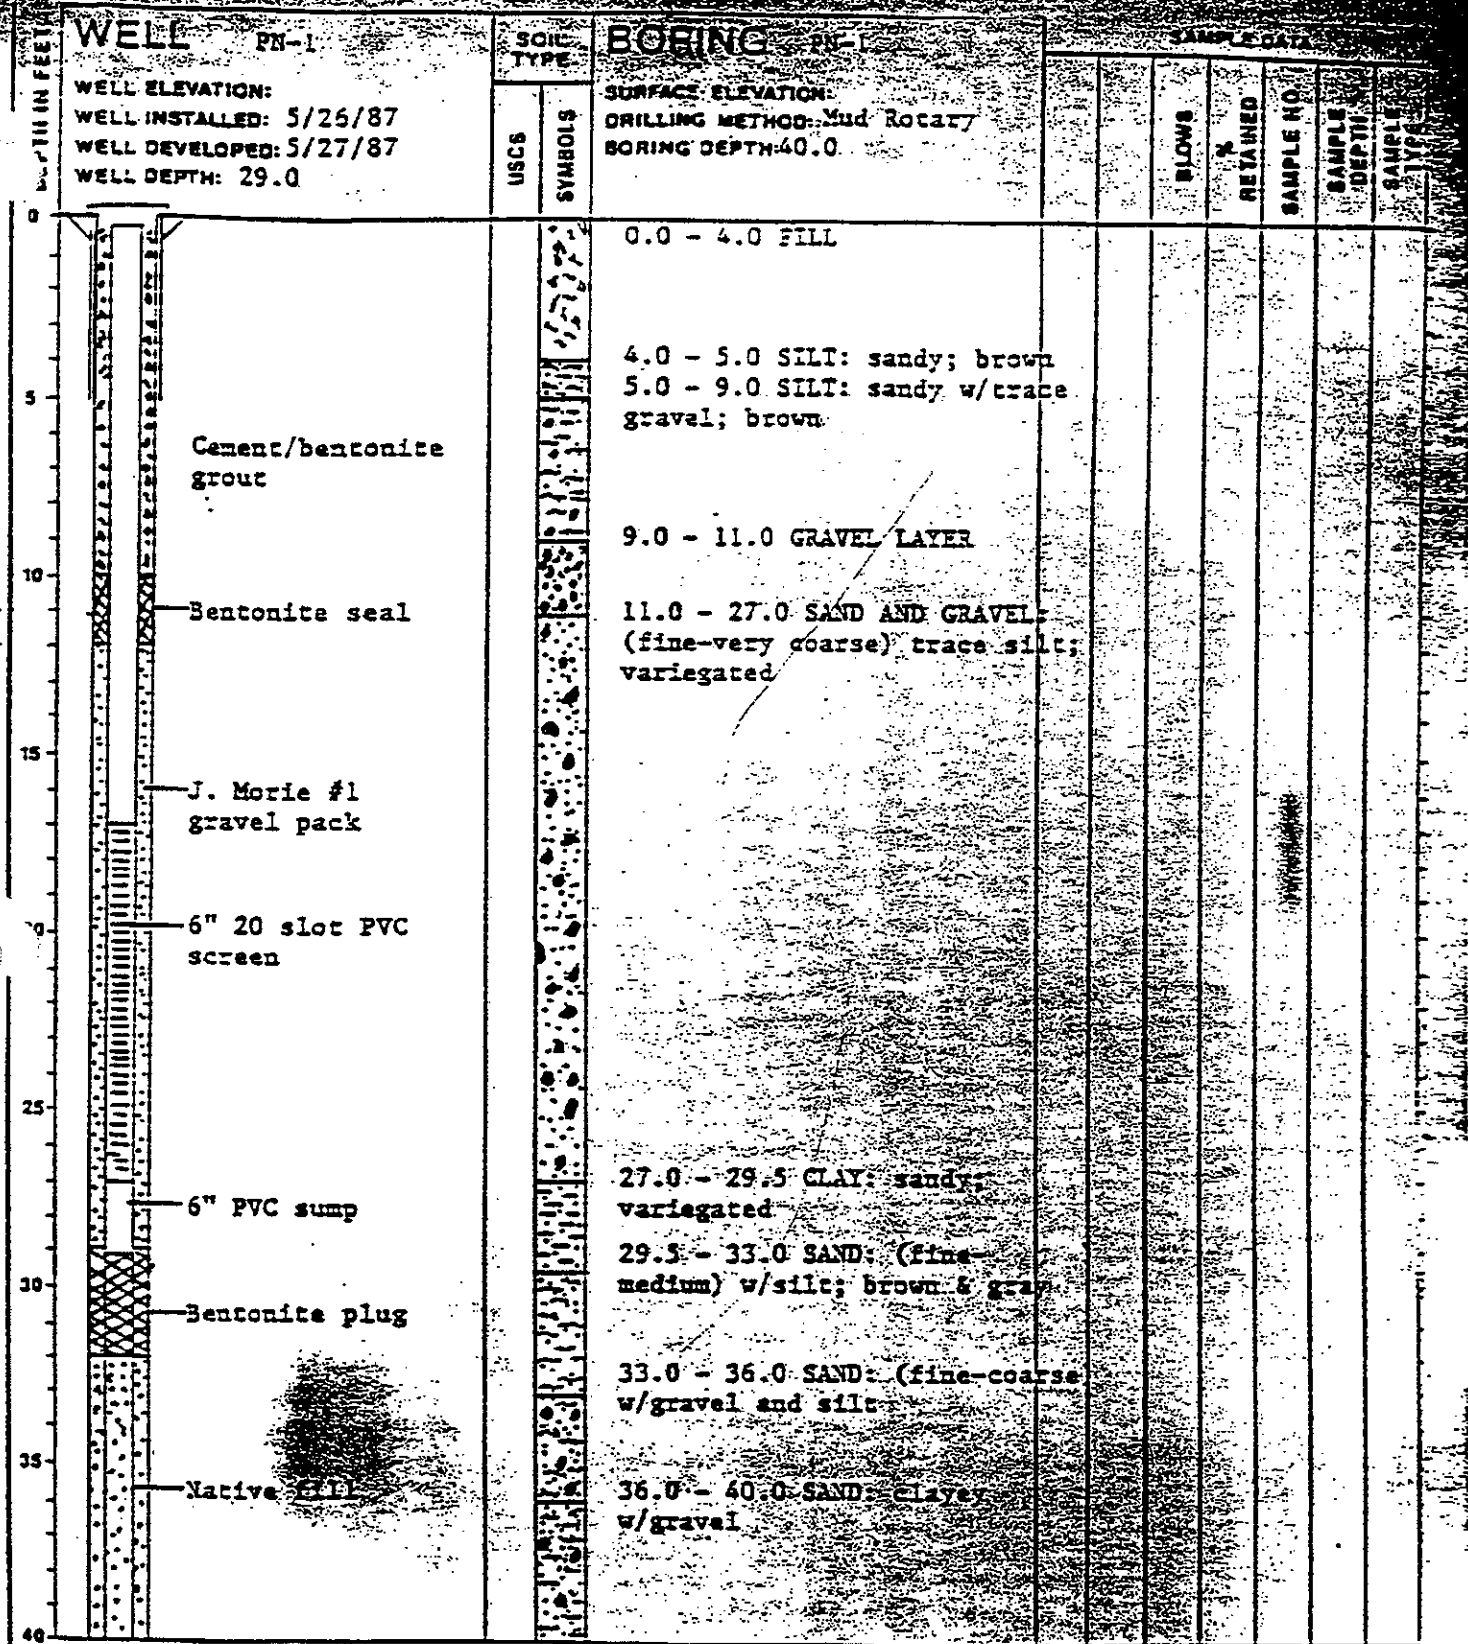 DEPTH IN FEET
WELL PN-1
WELL ELEVATION:
WELL INSTALLED: 5/26/87
WELL DEVELOPED: 5/27/87
WELL DEPTH: 29.0
SOIL
TYPE
USCS
SYMBOLS
BORING PN-1
SURFACE ELEVATION:
DRILLING METHOD: Mud Rotary
BORING DEPTH: 40.0
SAMPLE DATA
BLOWS
%
RETAINED
SAMPLE NO.
SAMPLE
DEPTH
SAMPLE
TYPE
0
5
10
15
25
30
35
40
Cement/bentonite
grout
Bentonite seal
J. Morie #1
gravel pack
6" 20 slot PVC
screen
6" PVC sump
Bentonite plug
Native fill
0.0 - 4.0 FILL
4.0 - 5.0 SILT: sandy; brown
5.0 - 9.0 SILT: sandy w/trace
gravel; brown
9.0 - 11.0 GRAVEL LAYER
11.0 - 27.0 SAND AND GRAVEL:
(fine-very coarse) trace silt;
variegated
27.0 - 29.5 CLAY: sandy;
variegated
29.5 - 33.0 SAND: (fine-
medium) w/silt; brown & gray
33.0 - 36.0 SAND: (fine-coarse
w/gravel and silt
36.0 - 40.0 SAND: clayey
w/gravel